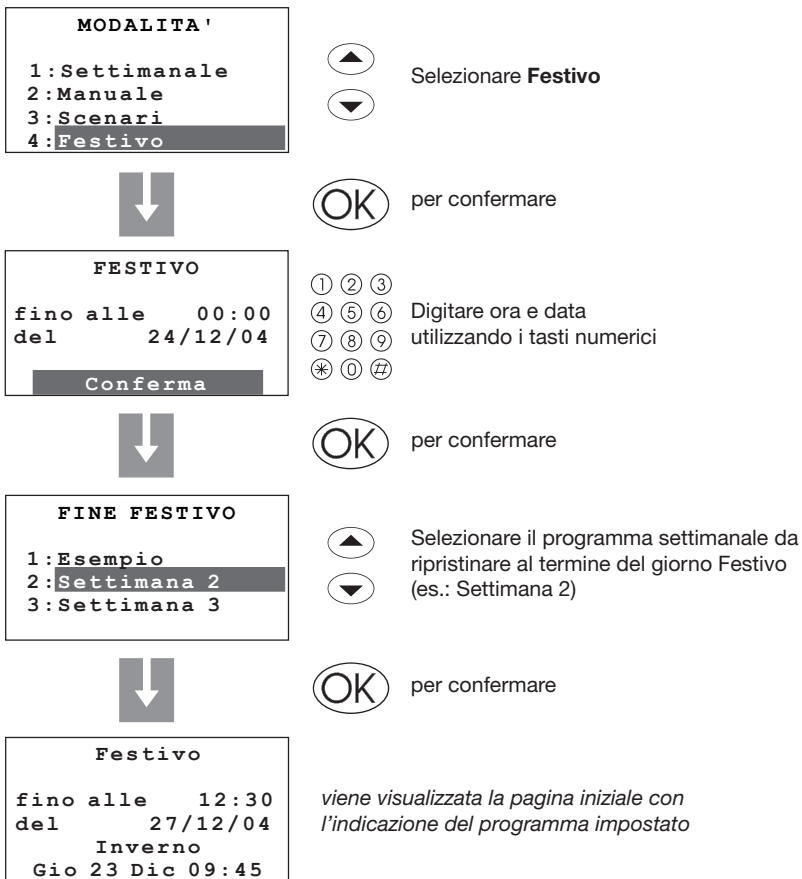 MODALITA'
1:Settimanale
2:Manuale
3:Scenari
4:Festivo
Selezionare Festivo
OK
per confermare
FESTIVO
fino alle 00:00
del 24/12/04
Conferma
1 2 3
4 5 6
7 8 9
* 0 #
Digitare ora e data
utilizzando i tasti numerici
OK
per confermare
FINE FESTIVO
1:Esempio
2:Settimana 2
3:Settimana 3
Selezionare il programma settimanale da
ripristinare al termine del giorno Festivo
(es.: Settimana 2)
OK
per confermare
Festivo
fino alle 12:30
del 27/12/04
Inverno
Gio 23 Dic 09:45
viene visualizzata la pagina iniziale con
l'indicazione del programma impostato